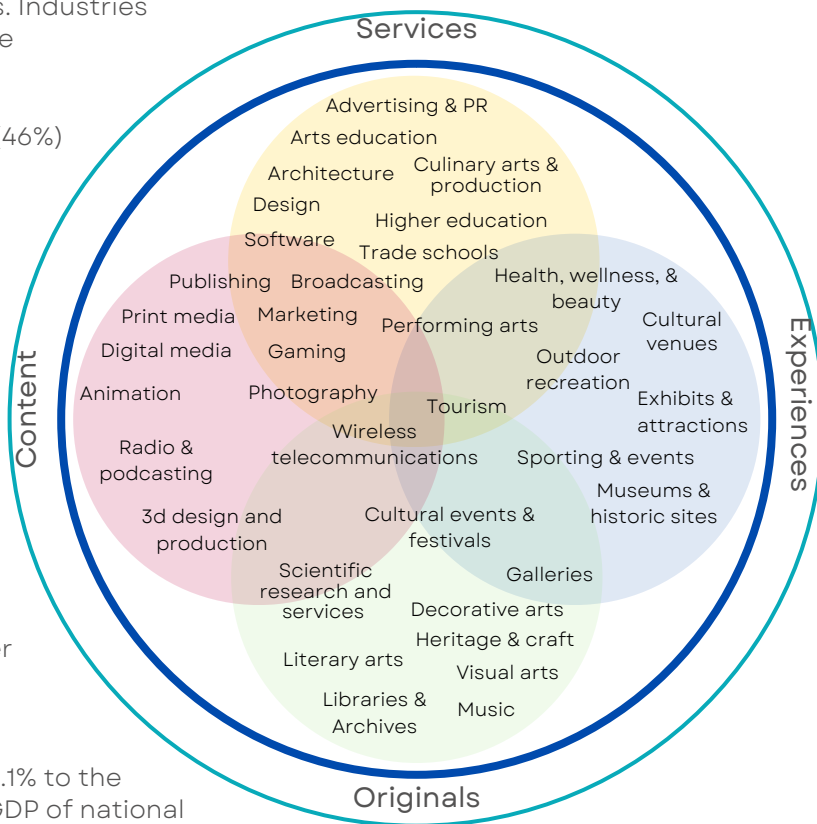 s. Industries
e
46%)
er
.1% to the
GDP of national
Services
Advertising & PR
Arts education
Architecture
Culinary arts &
production
Design
Higher education
Software
Trade schools
Publishing
Broadcasting
Health, wellness, &
beauty
Print media
Marketing
Performing arts
Cultural
venues
Digital media
Gaming
Outdoor
recreation
Animation
Photography
Tourism
Exhibits &
attractions
Wireless
telecommunications
Radio &
podcasting
Sporting & events
Museums &
historic sites
3d design and
production
Cultural events &
festivals
Scientific
research and
services
Galleries
Decorative arts
Heritage & craft
Literary arts
Visual arts
Libraries &
Archives
Music
Content
Experiences
Originals